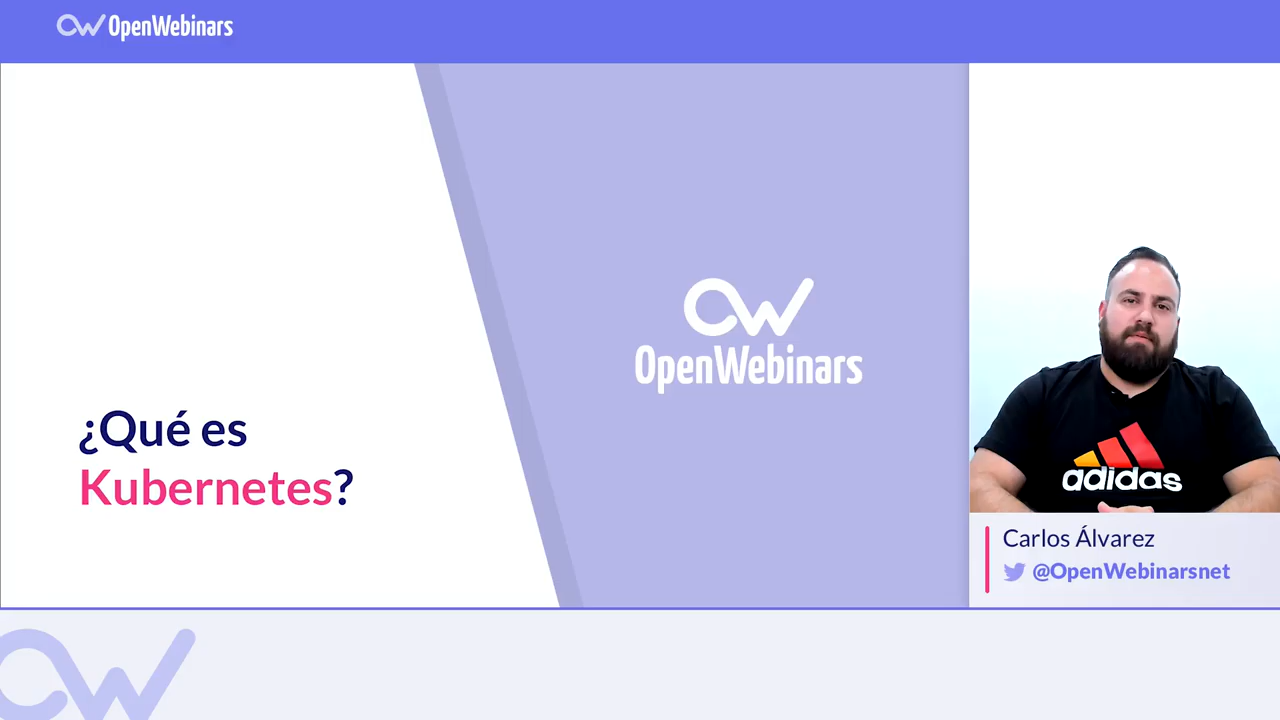 OpenWebinars
OpenWebinars
¿Qué es
Kubernetes?
adidas
Carlos Álvarez
@OpenWebinarsnet